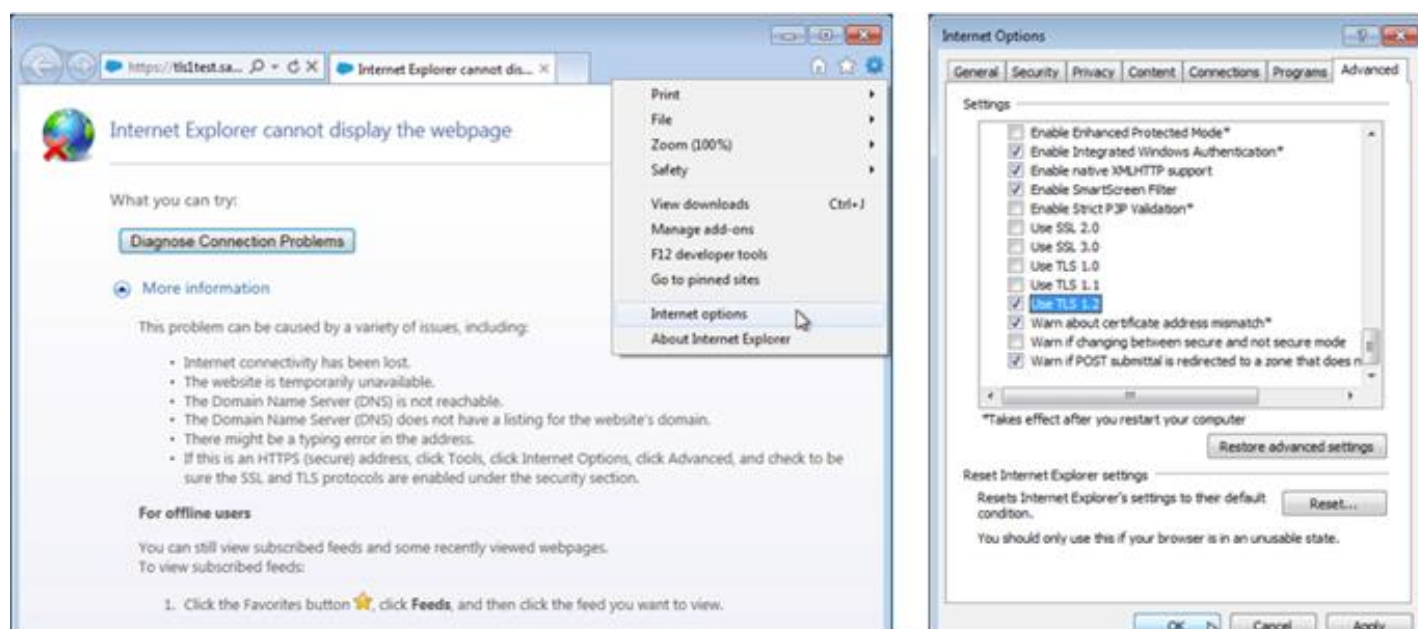 https://tls1test.sa...
Internet Explorer cannot dis...
Internet Explorer cannot display the webpage
What you can try:
Diagnose Connection Problems
More information
This problem can be caused by a variety of issues, including:
• Internet connectivity has been lost.
• The website is temporarily unavailable.
• The Domain Name Server (DNS) is not reachable.
• The Domain Name Server (DNS) does not have a listing for the website's domain.
• There might be a typing error in the address.
• If this is an HTTPS (secure) address, click Tools, click Internet Options, click Advanced, and check to be
sure the SSL and TLS protocols are enabled under the security section.
For offline users
You can still view subscribed feeds and some recently viewed webpages.
To view subscribed feeds:
1. Click the Favorites button , click Feeds, and then click the feed you want to view.
Print
File
Zoom (100%)
Safety
View downloads Ctrl+J
Manage add-ons
F12 developer tools
Go to pinned sites
Internet options
About Internet Explorer
Internet Options
General Security Privacy Content Connections Programs Advanced
Settings
Enable Enhanced Protected Mode*
Enable Integrated Windows Authentication*
Enable native XMLHTTP support
Enable SmartScreen Filter
Enable Strict P3P Validation*
Use SSL 2.0
Use SSL 3.0
Use TLS 1.0
Use TLS 1.1
Use TLS 1.2
Warn about certificate address mismatch*
Warn if changing between secure and not secure mode
Warn if POST submittal is redirected to a zone that does n
*Takes effect after you restart your computer
Restore advanced settings
Reset Internet Explorer settings
Resets Internet Explorer's settings to their default
condition.
Reset...
You should only use this if your browser is in an unusable state.
OK Cancel Apply